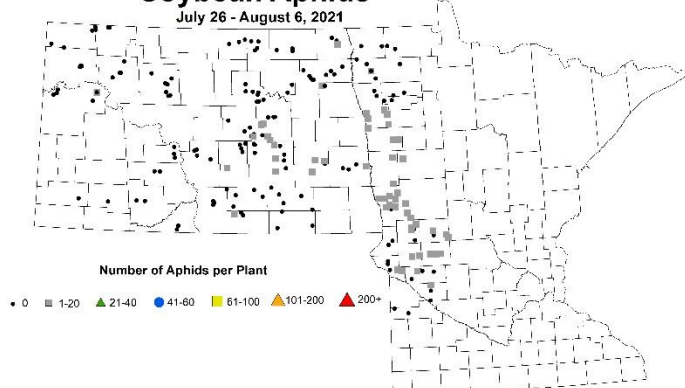 Soybean Aphids
July 26 - August 6, 2021
Number of Aphids per Plant
0 1-20 21-40 41-60 61-100 101-200 200+